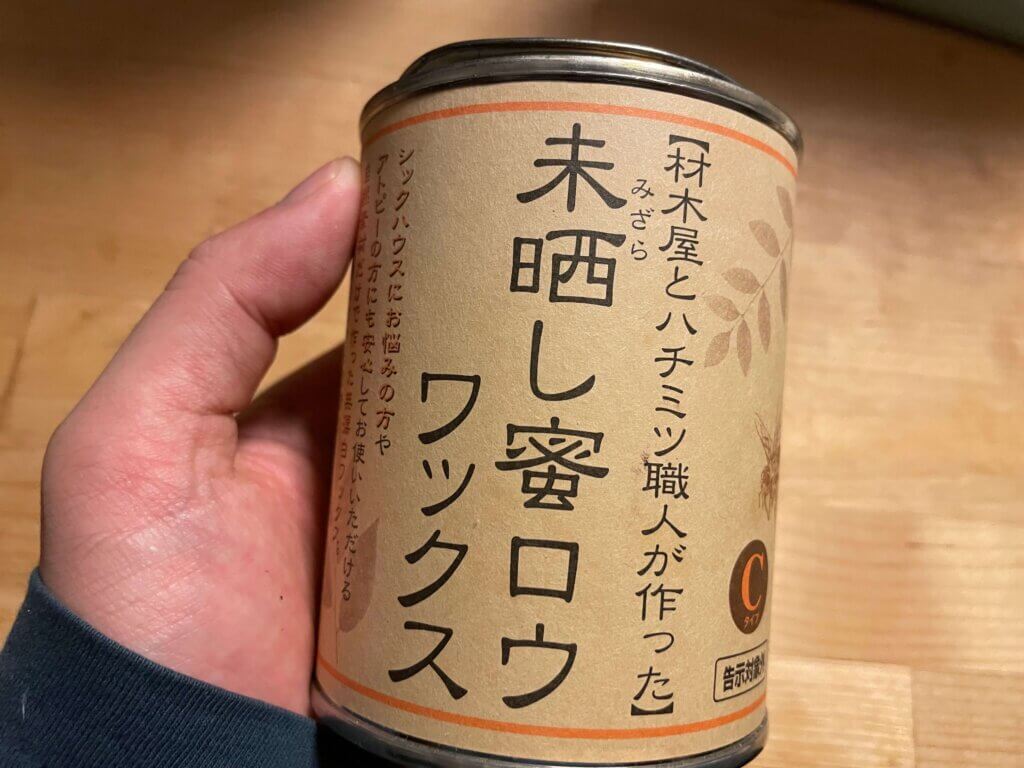 【材木屋とハチミツ職人が作った】
みざら
未晒し蜜ロウ
ワックス
シックハウスにお悩みの方や
アトピーの方にも安心してお使いいただける
Cタイプ
告示対象外